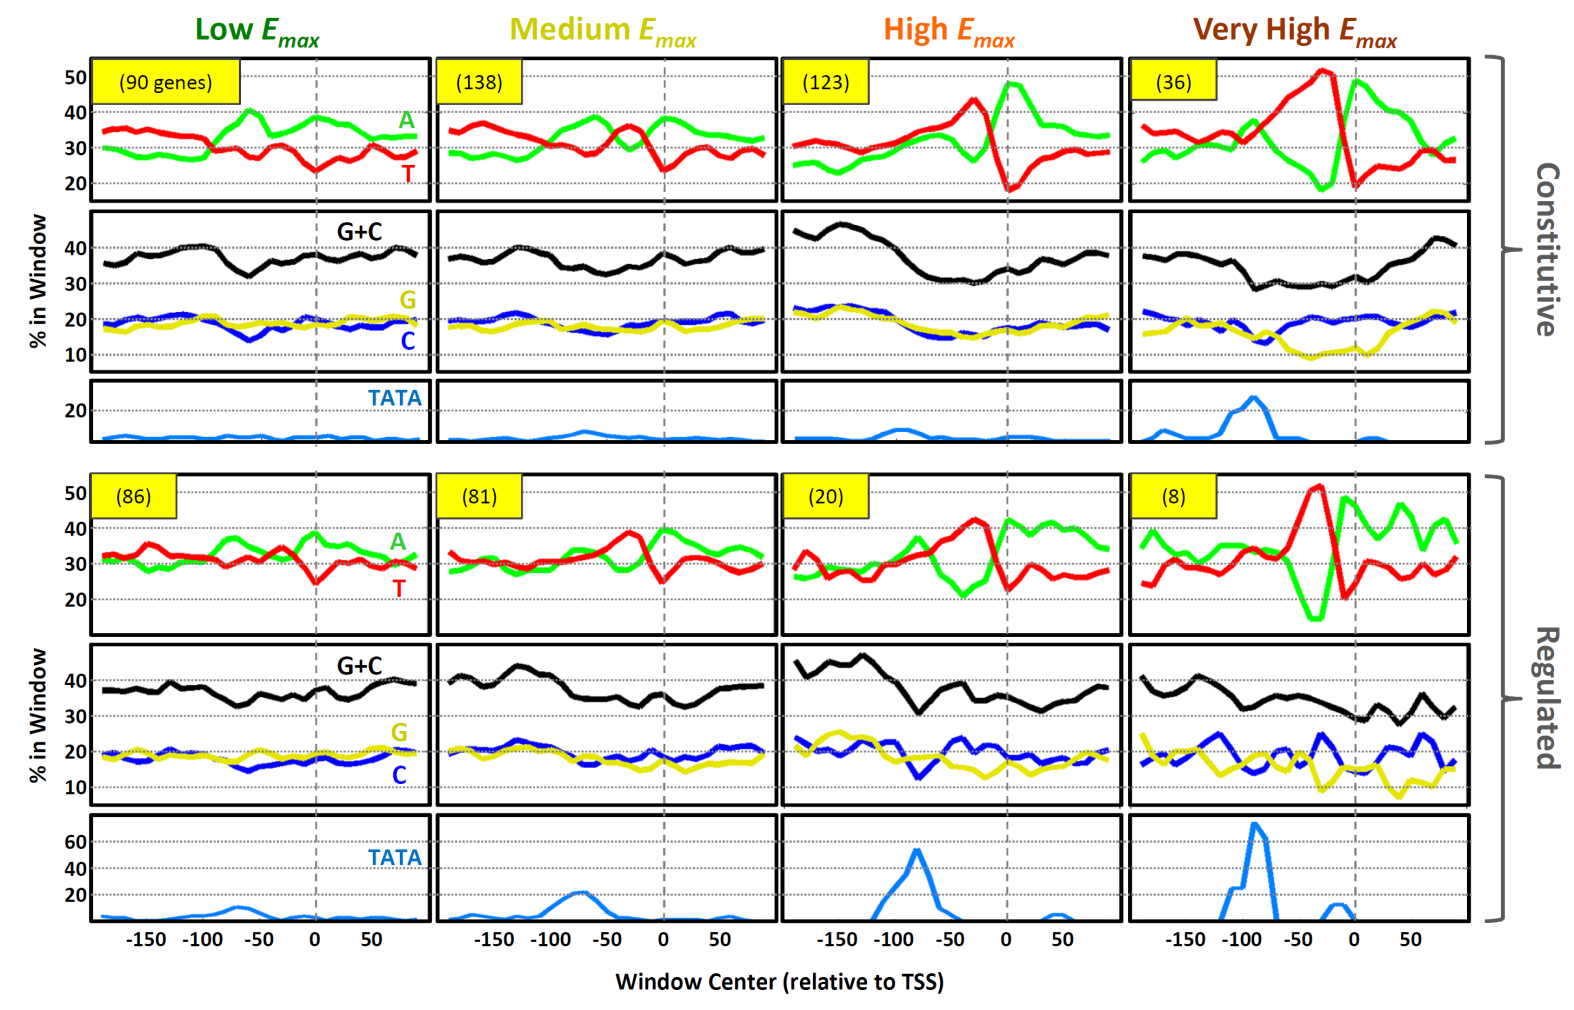 Low Emax
Medium Emax
High Emax
Very High Emax
(90 genes)
(138)
(123)
(36)
50
40
30
20
A
T
Constitutive
% in Window
40
30
20
10
G+C
G
C
20
TATA
(86)
(81)
(20)
(8)
50
40
30
20
A
T
Regulated
% in Window
40
30
20
10
G+C
G
C
60
40
20
TATA
-150 -100 -50 0 50
-150 -100 -50 0 50
-150 -100 -50 0 50
-150 -100 -50 0 50
Window Center (relative to TSS)